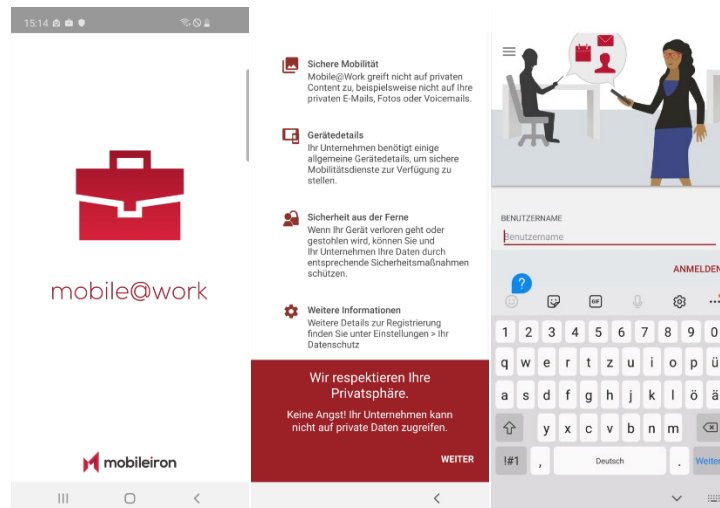 15:14
mobile@work
mobileiron
Sichere Mobilität
Mobile@Work greift nicht auf privaten
Content zu, beispielsweise nicht auf Ihre
privaten E-Mails, Fotos oder Voicemails.
Gerätedetails
Ihr Unternehmen benötigt einige
allgemeine Gerätedetails, um sichere
Mobilitätsdienste zur Verfügung zu
stellen.
Sicherheit aus der Ferne
Wenn Ihr Gerät verloren geht oder
gestohlen wird, können Sie und
Ihr Unternehmen Ihre Daten durch
entsprechende Sicherheitsmaßnahmen
schützen.
Weitere Informationen
Weitere Details zur Registrierung
finden Sie unter Einstellungen > Ihr
Datenschutz
Wir respektieren Ihre
Privatsphäre.
Keine Angst! Ihr Unternehmen kann
nicht auf private Daten zugreifen.
WEITER
BENUTZERNAME
Benutzername
ANMELDEN
?
GIF
1 2 3 4 5 6 7 8 9 0
q w e r t z u i o p ü
a s d f g h j k l ö ä
y x c v b n m
!#1 , Deutsch . Weiter